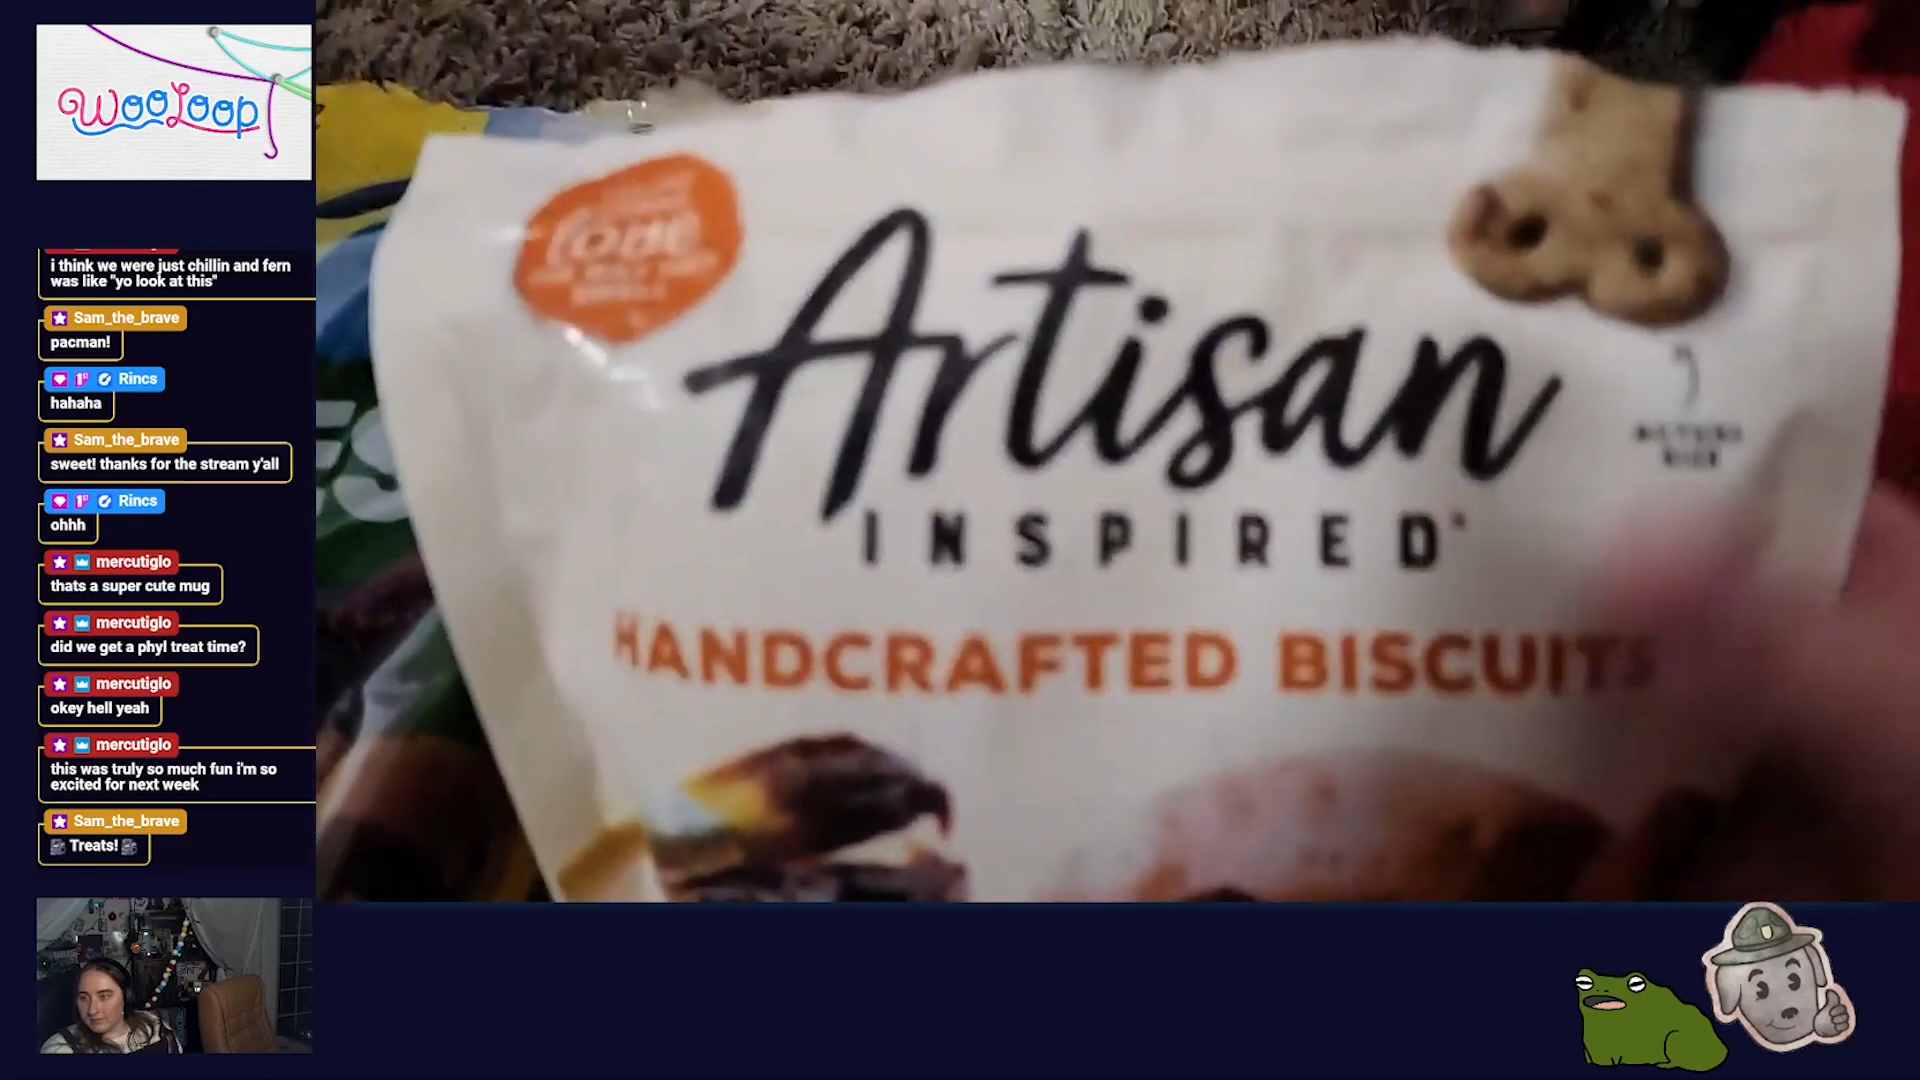 WooLoop
i think we were just chillin and fern
was like "yo look at this"
Sam_the_brave
pacman!
Rincs
hahaha
Sam_the_brave
sweet! thanks for the stream y'all
Rincs
ohhh
mercutiglo
thats a super cute mug
mercutiglo
did we get a phyl treat time?
mercutiglo
okey hell yeah
mercutiglo
this was truly so much fun i'm so
excited for next week
Sam_the_brave
Treats!
Artisan
INSPIRED
HANDCRAFTED BISCUITS